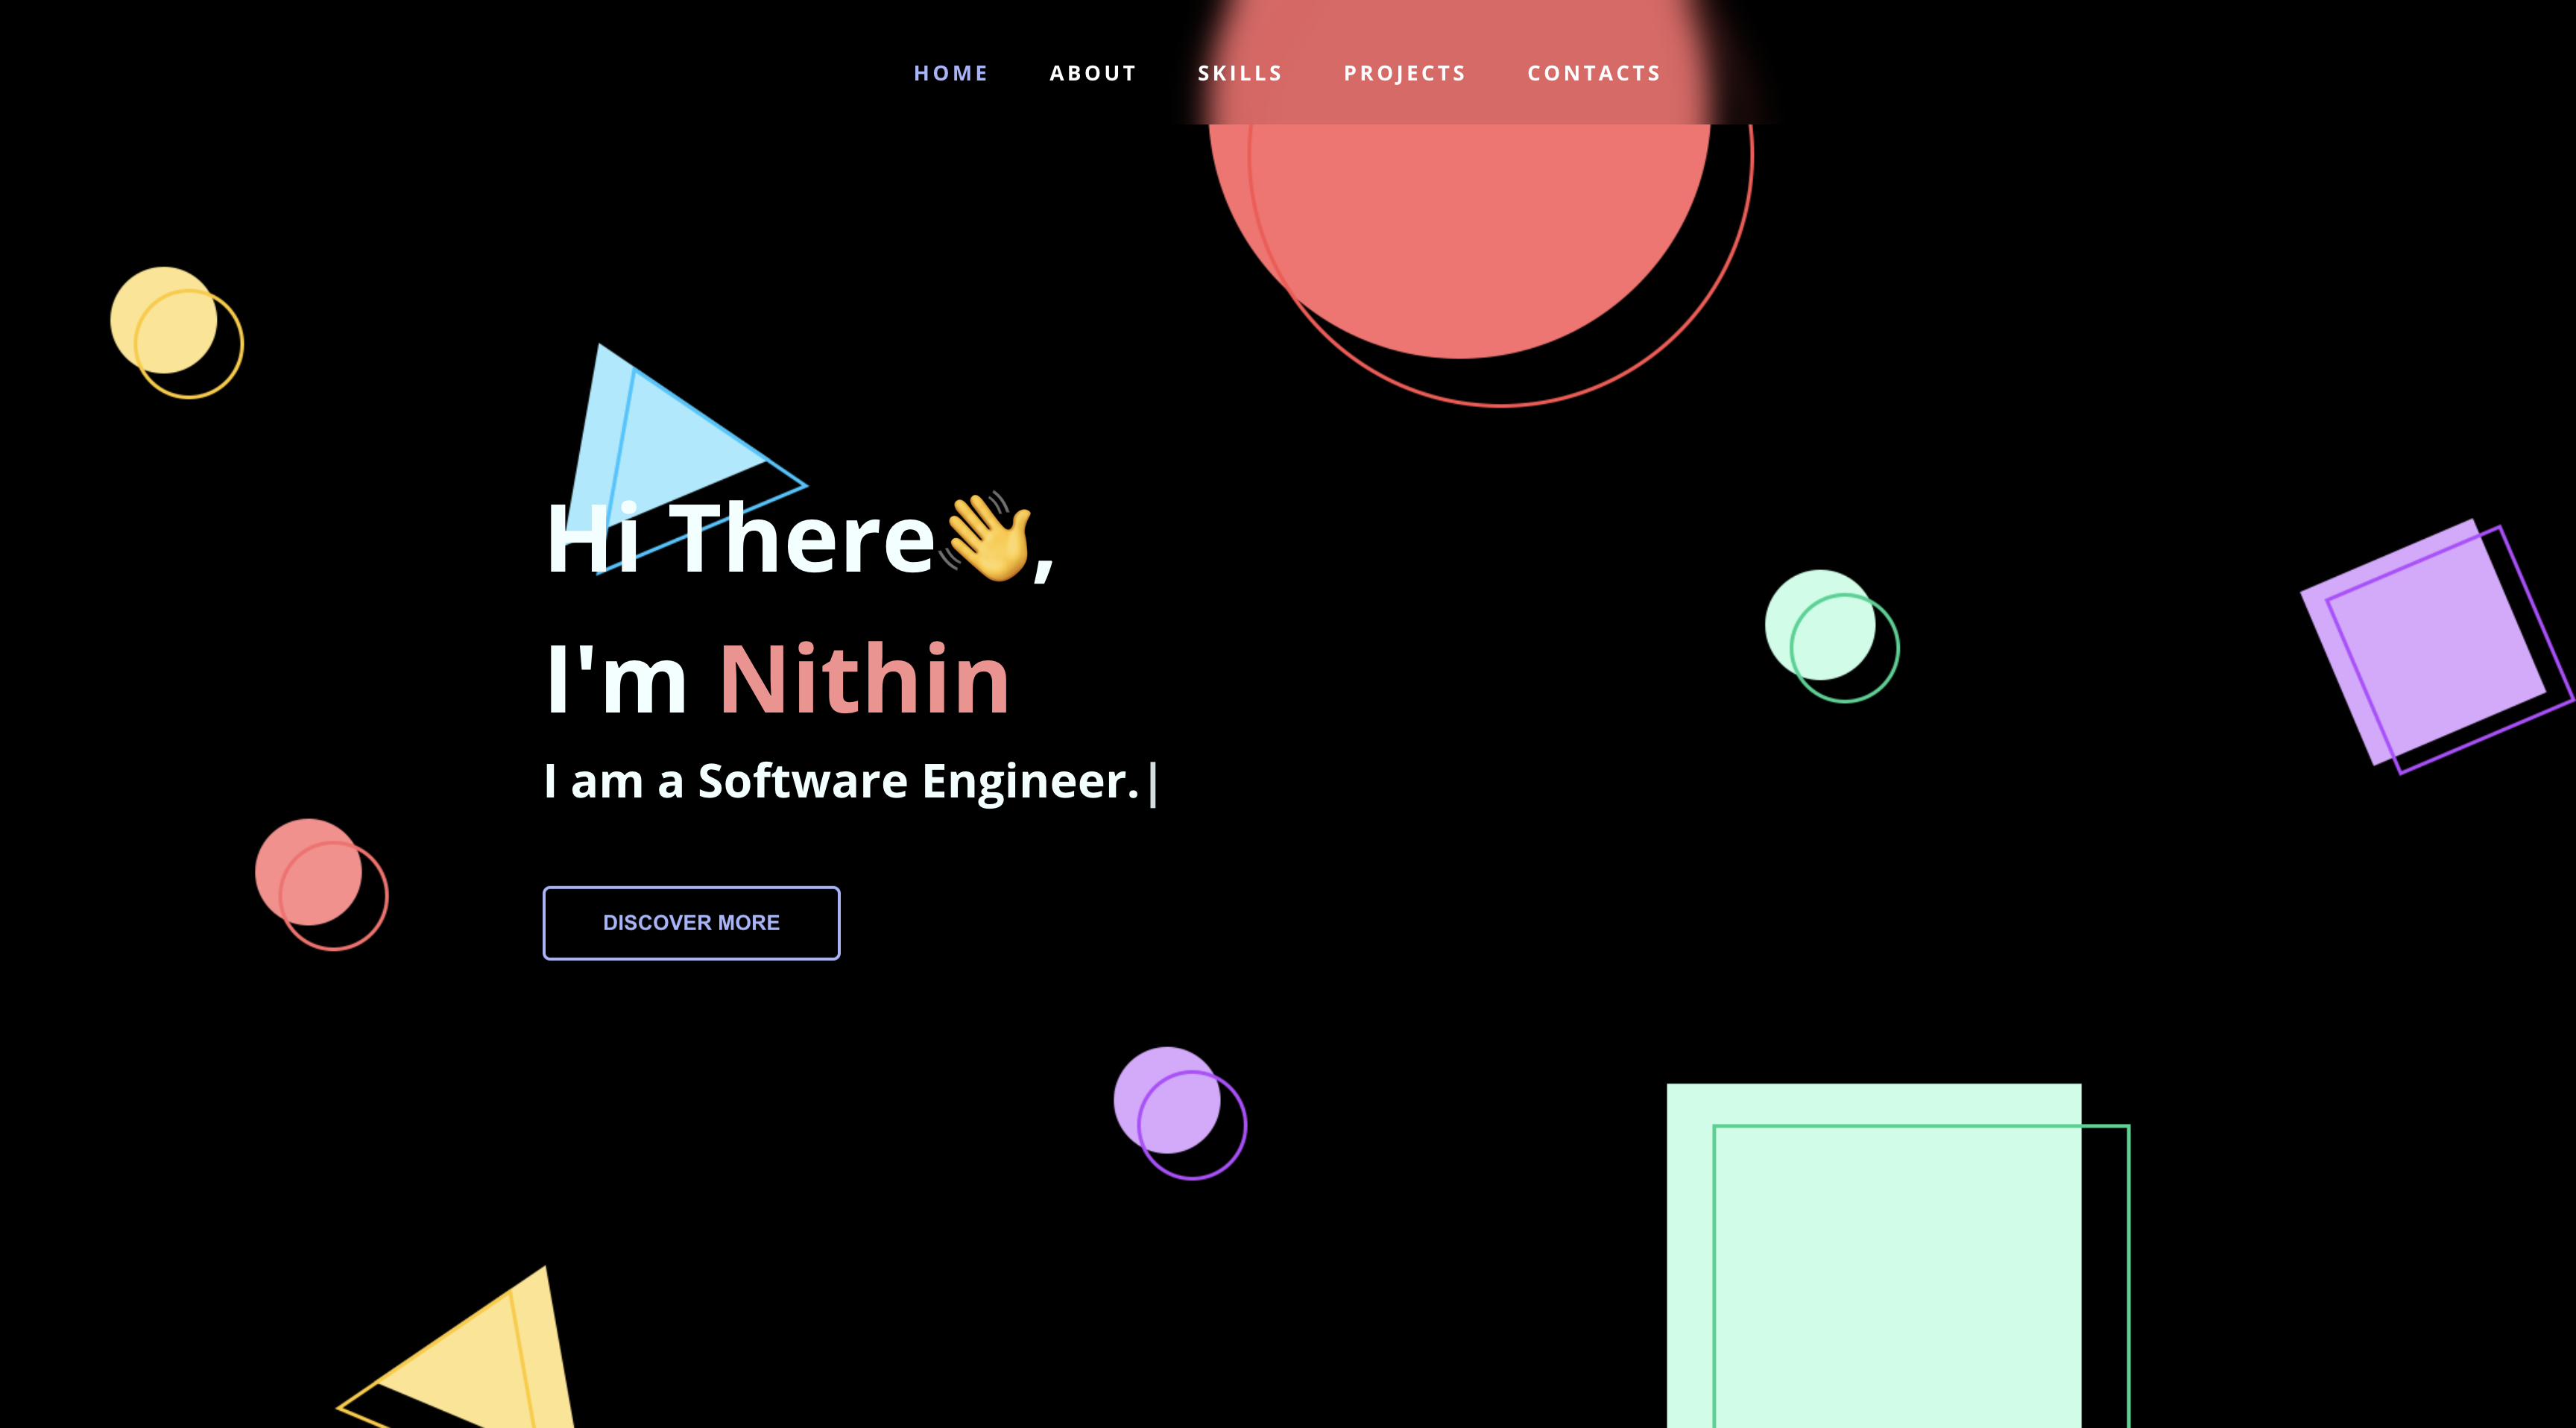 HOME ABOUT SKILLS PROJECTS CONTACTS
Hi There👋,
I'm Nithin
I am a Software Engineer.|
DISCOVER MORE